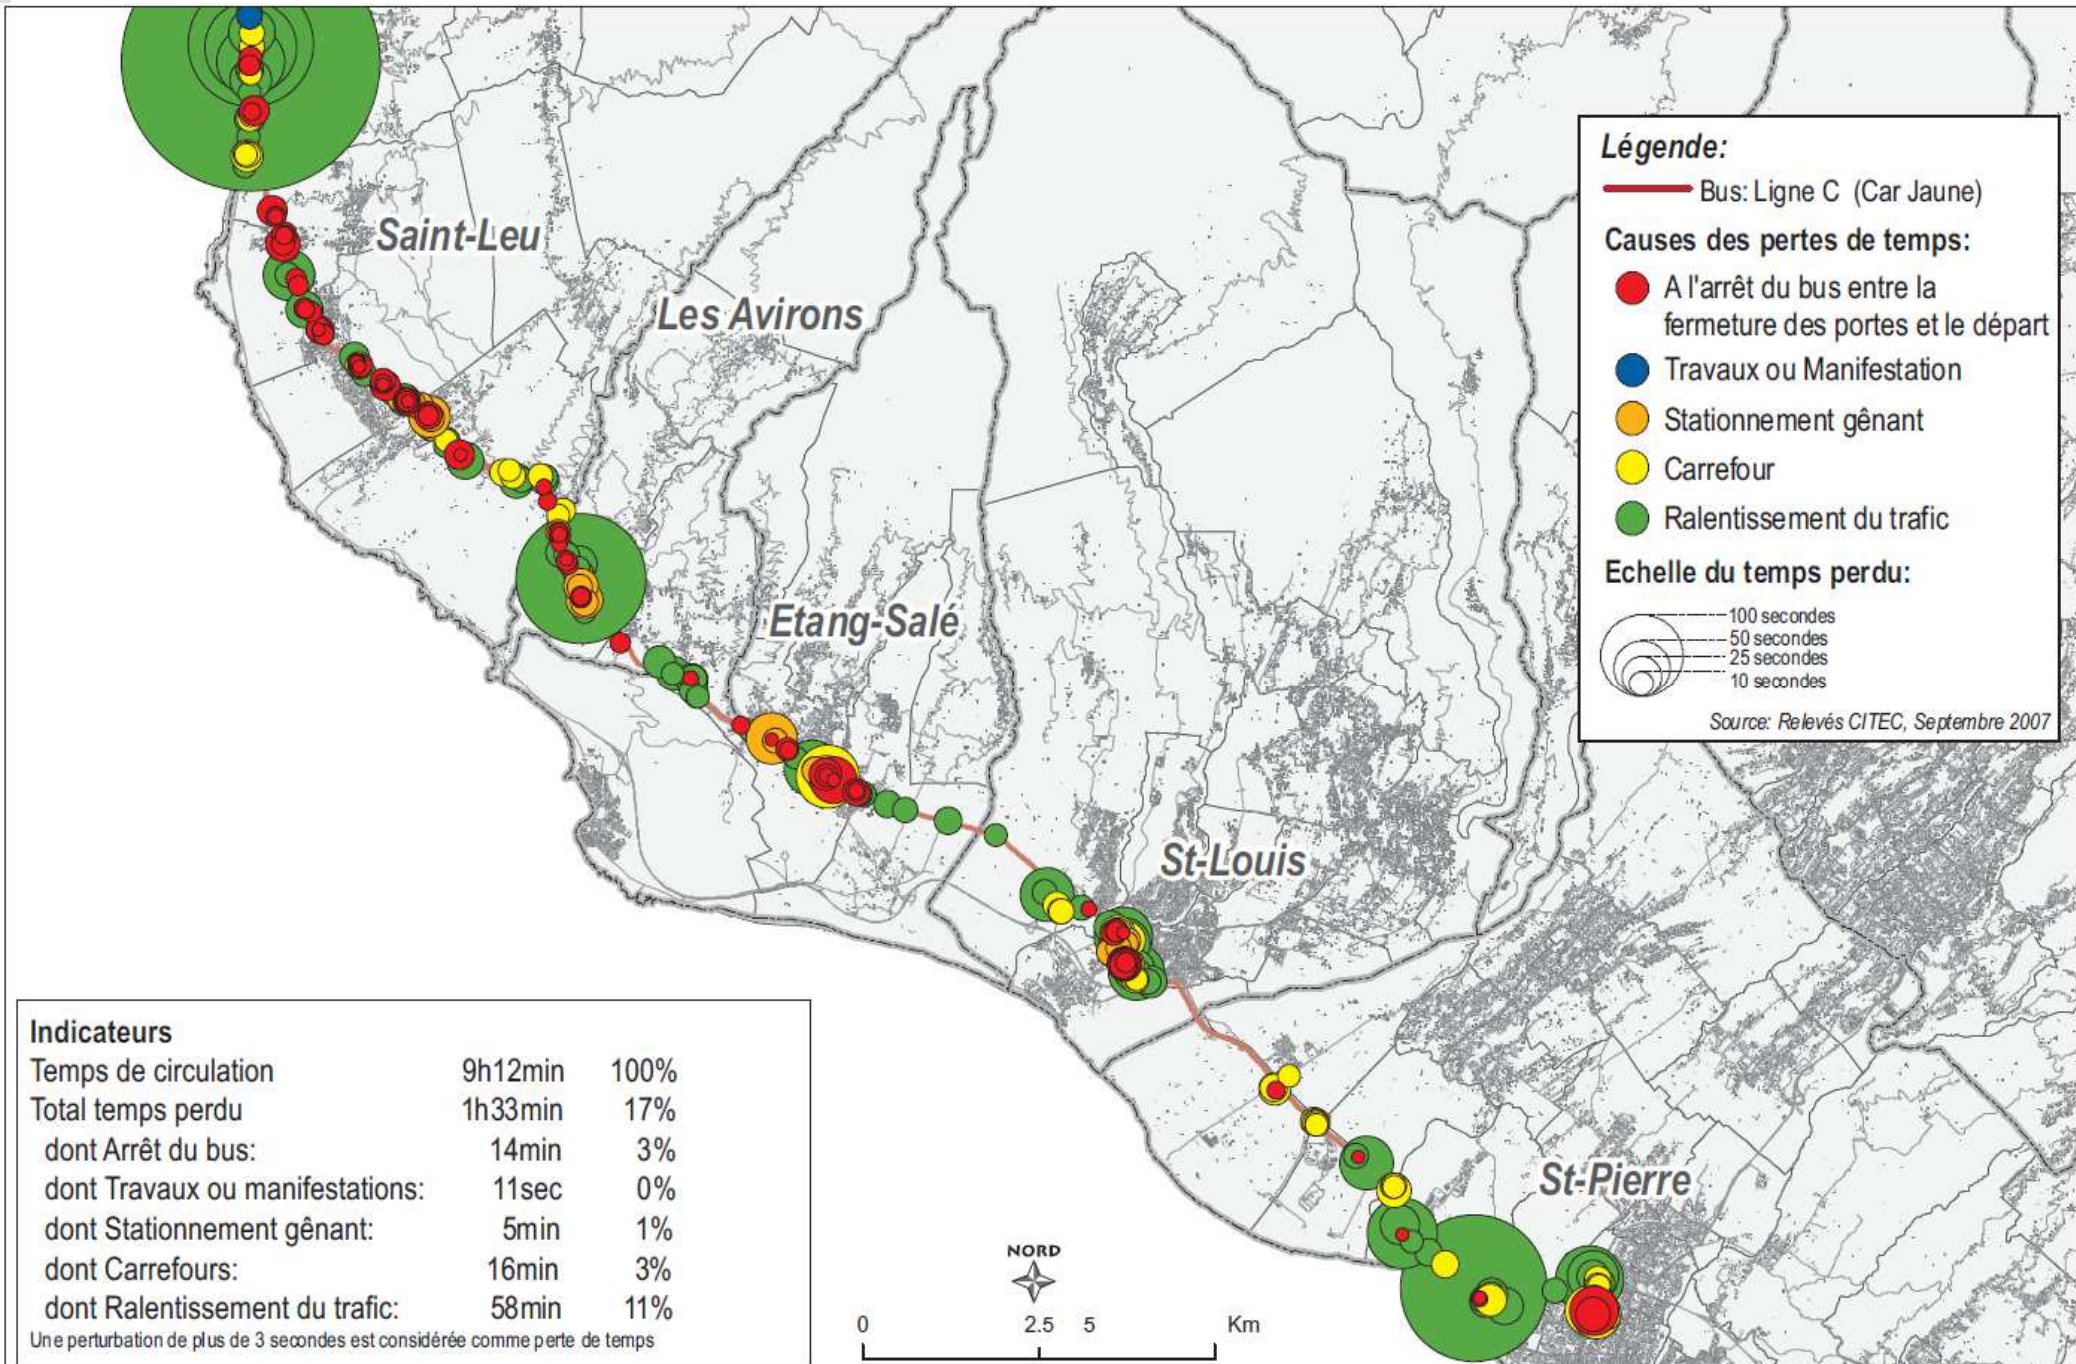 Saint-Leu
Les Avirons
Etang-Salé
St-Louis
St-Pierre
Légende:
Bus: Ligne C (Car Jaune)
Causes des pertes de temps:
A l'arrêt du bus entre la
fermeture des portes et le départ
Travaux ou Manifestation
Stationnement gênant
Carrefour
Ralentissement du trafic
Echelle du temps perdu:
100 secondes
50 secondes
25 secondes
10 secondes
Source: Relevés CITEC, Septembre 2007
Indicateurs
Temps de circulation 9h12min 100%
Total temps perdu 1h33min 17%
dont Arrêt du bus: 14min 3%
dont Travaux ou manifestations: 11sec 0%
dont Stationnement gênant: 5min 1%
dont Carrefours: 16min 3%
dont Ralentissement du trafic: 58min 11%
Une perturbation de plus de 3 secondes est considérée comme perte de temps
NORD
0 2.5 5 Km